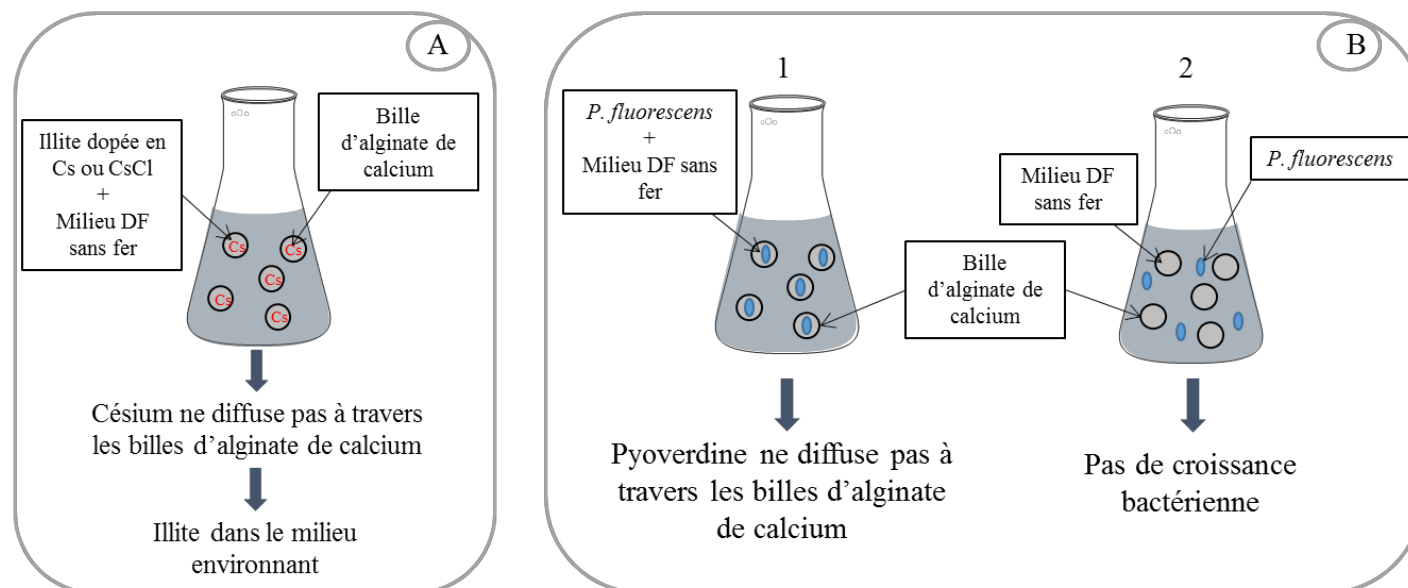 A
Illite dopée en
Cs ou CsCl
+
Milieu DF
sans fer
Bille
d'alginate de
calcium
Cs
Cs
Cs
Cs
Cs
Césium ne diffuse pas à travers
les billes d'alginate de calcium
Illite dans le milieu
environnant
B
1
P. fluorescens
+
Milieu DF sans
fer
Bille
d'alginate de
calcium
Pyoverdine ne diffuse pas à
travers les billes d'alginate
de calcium
2
Milieu DF
sans fer
P. fluorescens
Pas de croissance
bactérienne